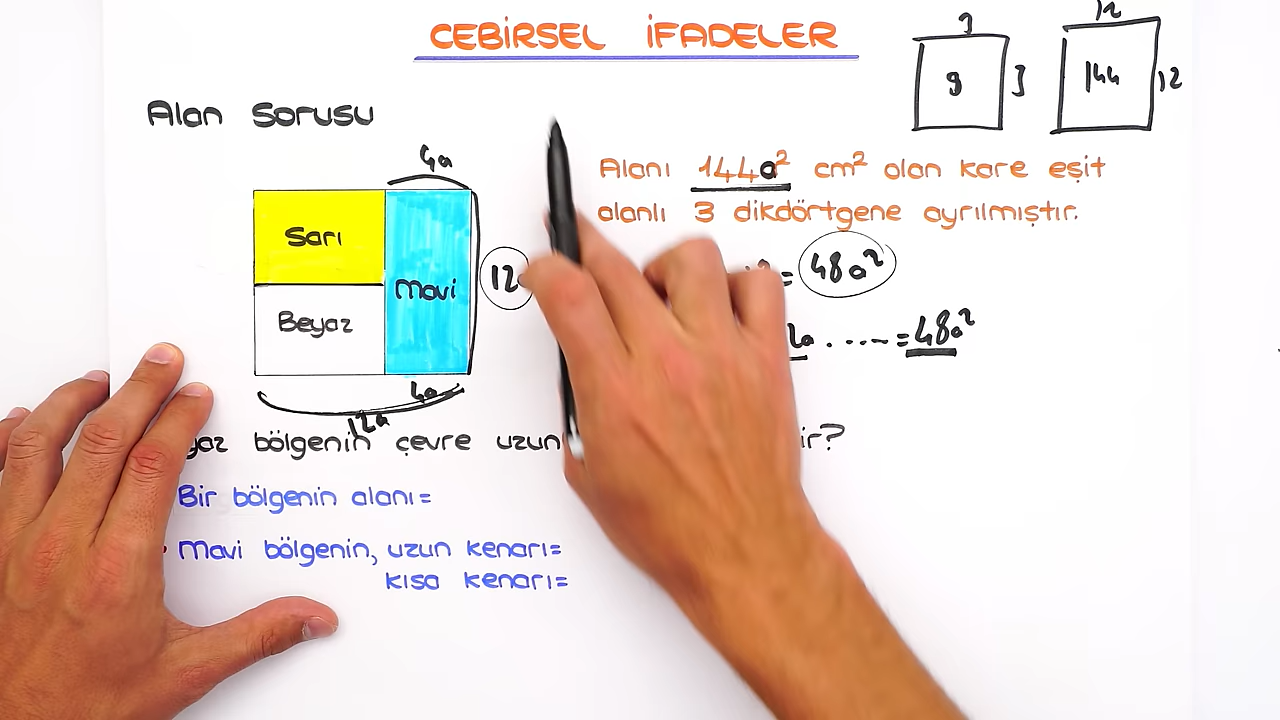 CEBİRSEL İFADELER
3
9
3
12
144
12
Alan Sorusu
4a
Sarı
Beyaz
Mavi
12
4a
12a
Alanı 144a² cm² olan kare eşit
alanlı 3 dikdörtgene ayrılmıştır.
= 48a²
2a . ..... = 48a²
bölgenin çevre
Bir bölgenin alanı=
Mavi bölgenin, uzun kenarı=
kısa kenarı=